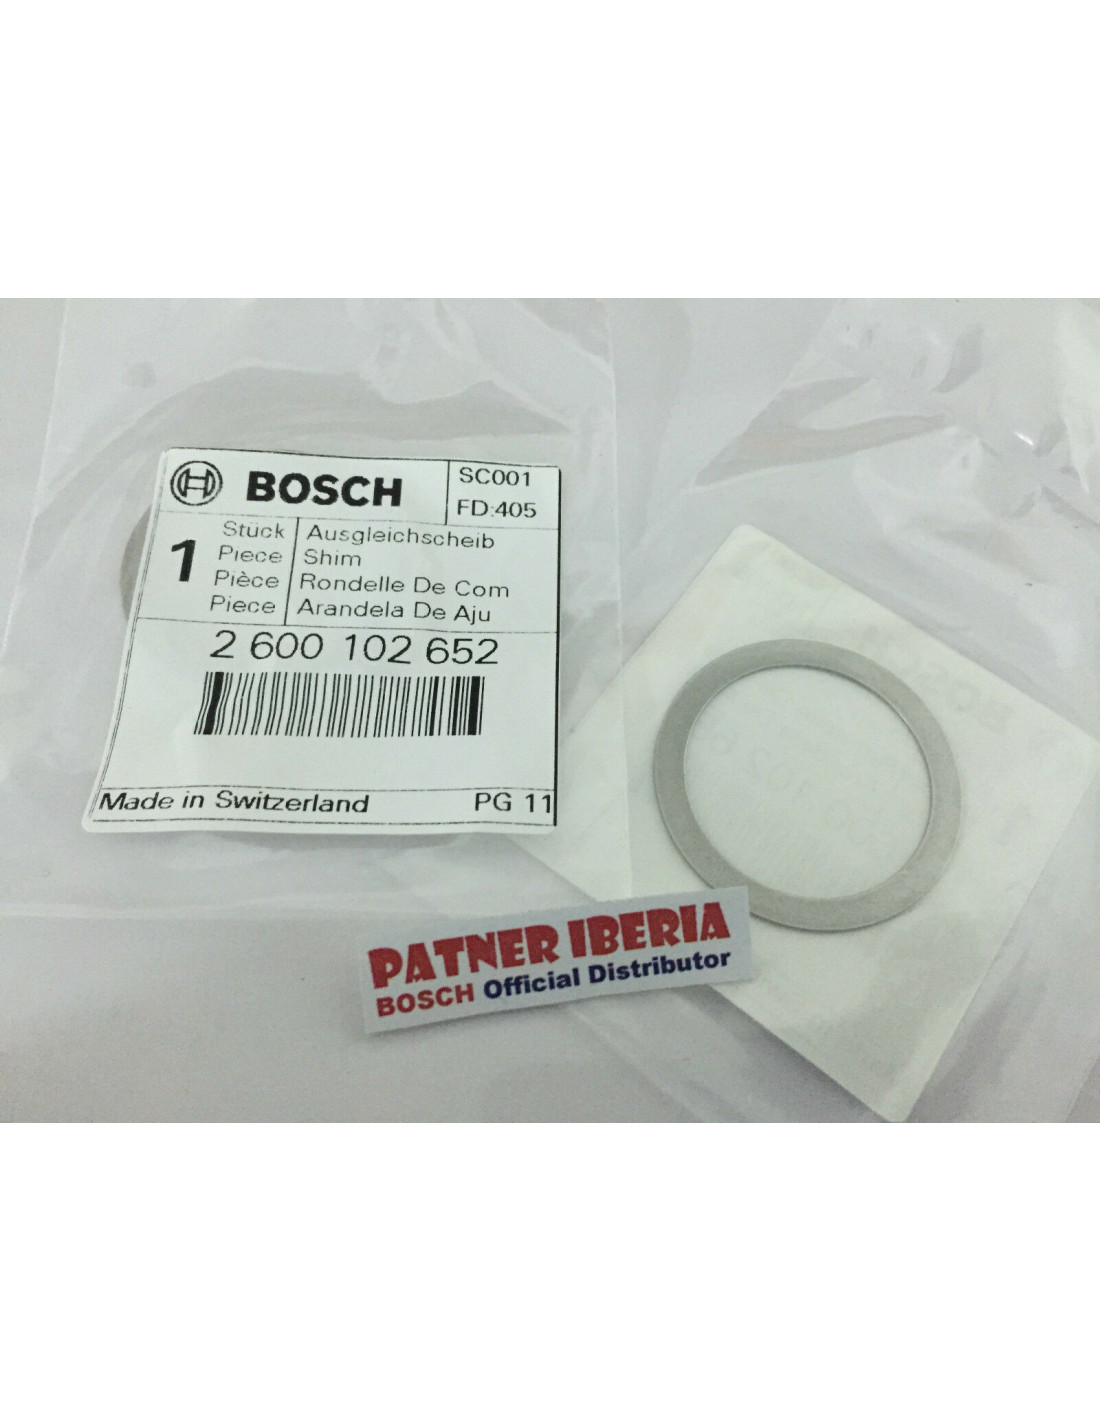 BOSCH
SC001
FD:405
1
Stück
Piece
Pièce
Piece
Ausgleichscheib
Shim
Rondelle De Com
Arandela De Aju
2 600 102 652
Made in Switzerland
PG 11
PATNER IBERIA
BOSCH Official Distributor